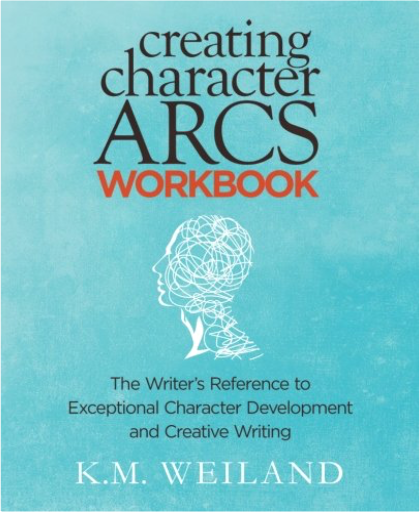 creating
character
ARCS
WORKBOOK
The Writer's Reference to
Exceptional Character Development
and Creative Writing
K.M. WEILAND